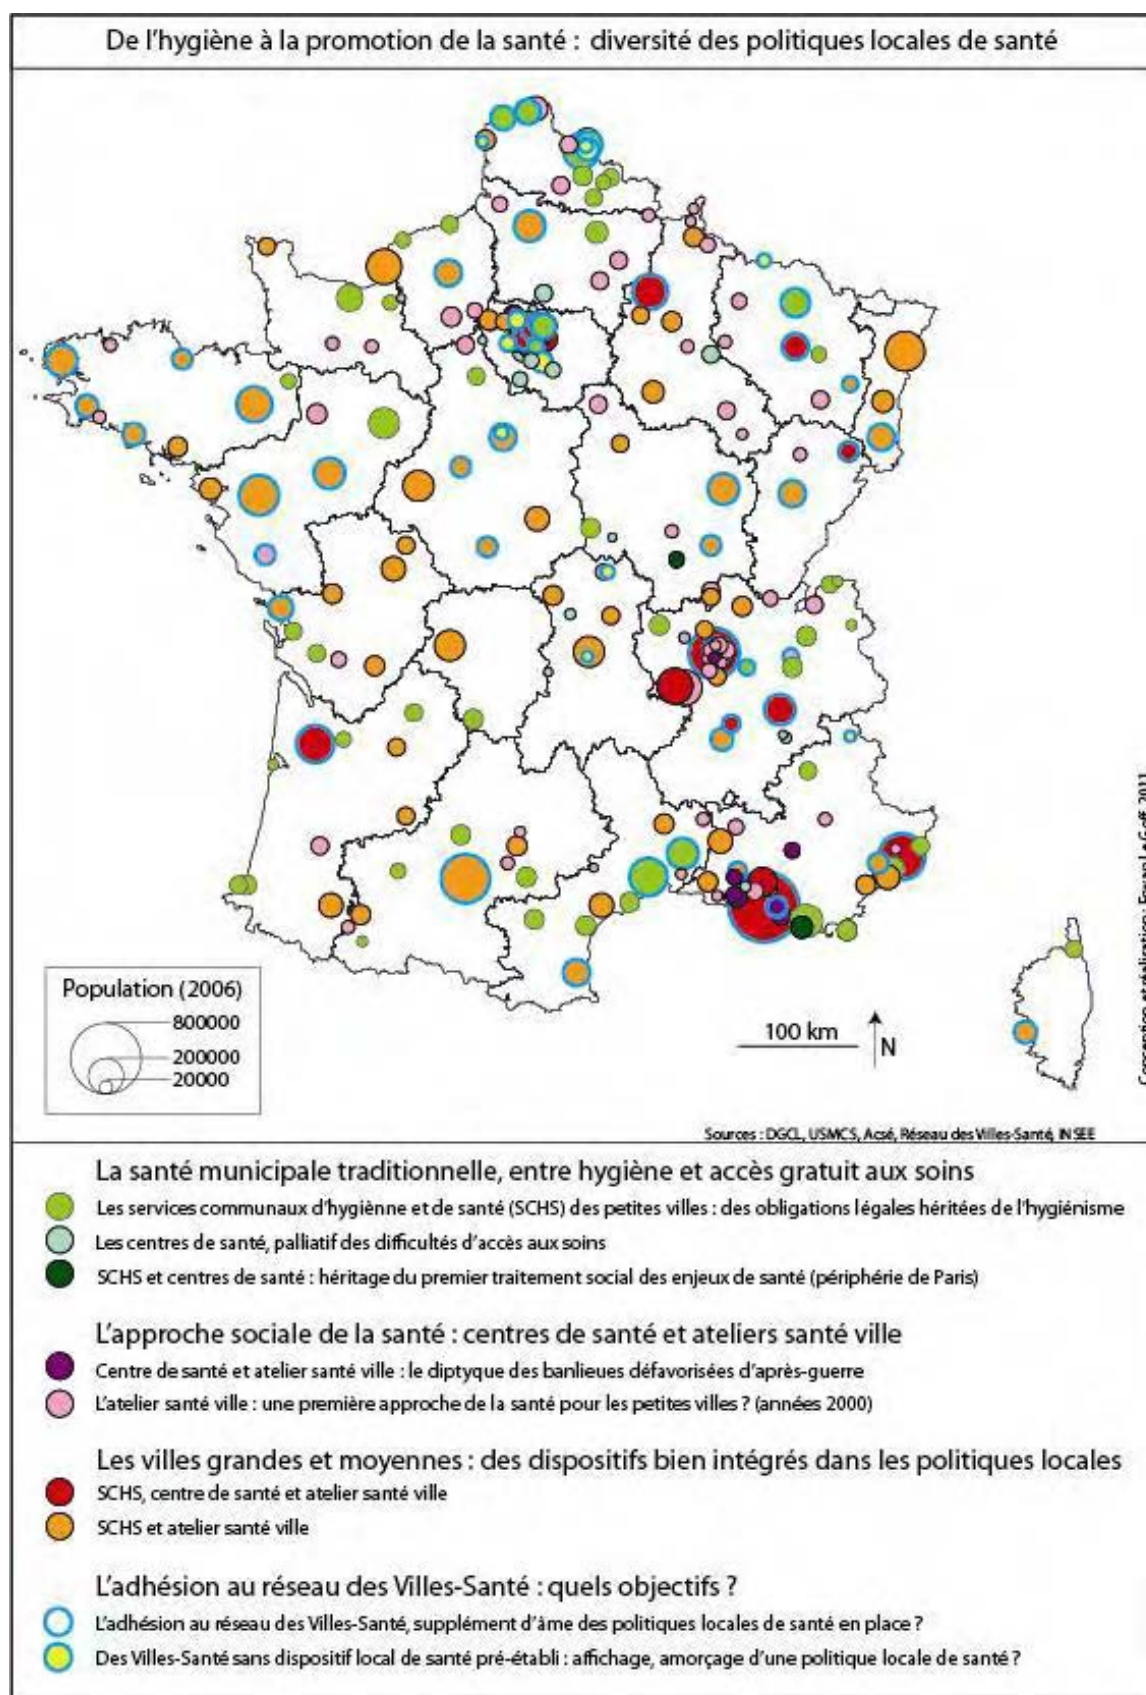 De l'hygiène à la promotion de la santé : diversité des politiques locales de santé
Conception et réalisation : Erwan Le Goff, 2011
Population (2006)
800000
200000
20000
100 km
N
Sources : DGCL, USMCS, Acsé, Réseau des Villes-Santé, INSEE
La santé municipale traditionnelle, entre hygiène et accès gratuit aux soins
Les services communaux d'hygiènne et de santé (SCHS) des petites villes : des obligations légales héritées de l'hygiénisme
Les centres de santé, palliatif des difficultés d'accès aux soins
SCHS et centres de santé : héritage du premier traitement social des enjeux de santé (périphérie de Paris)
L'approche sociale de la santé : centres de santé et ateliers santé ville
Centre de santé et atelier santé ville : le diptyque des banlieues défavorisées d'après-guerre
L'atelier santé ville : une première approche de la santé pour les petites villes ? (années 2000)
Les villes grandes et moyennes : des dispositifs bien intégrés dans les politiques locales
SCHS, centre de santé et atelier santé ville
SCHS et atelier santé ville
L'adhésion au réseau des Villes-Santé : quels objectifs ?
L'adhésion au réseau des Villes-Santé, supplément d'âme des politiques locales de santé en place ?
Des Villes-Santé sans dispositif local de santé pré-établi : affichage, amorçage d'une politique locale de santé ?